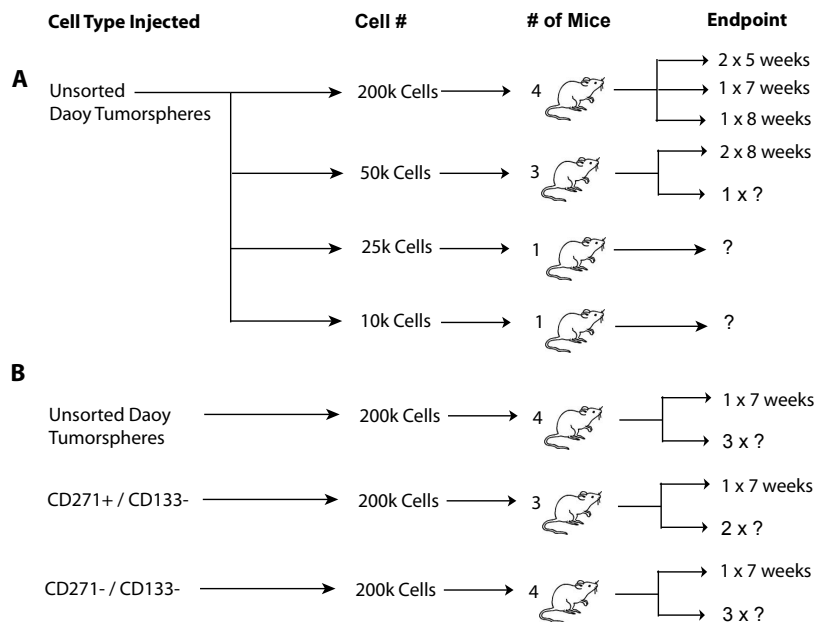 Cell Type Injected Cell # # of Mice Endpoint
A
Unsorted
Daoy Tumorspheres
200k Cells 4
2 x 5 weeks
1 x 7 weeks
1 x 8 weeks
50k Cells 3
2 x 8 weeks
1 x ?
25k Cells 1 ?
10k Cells 1 ?
B
Unsorted Daoy
Tumorspheres
200k Cells 4
1 x 7 weeks
3 x ?
CD271+ / CD133- 200k Cells 3
1 x 7 weeks
2 x ?
CD271- / CD133- 200k Cells 4
1 x 7 weeks
3 x ?